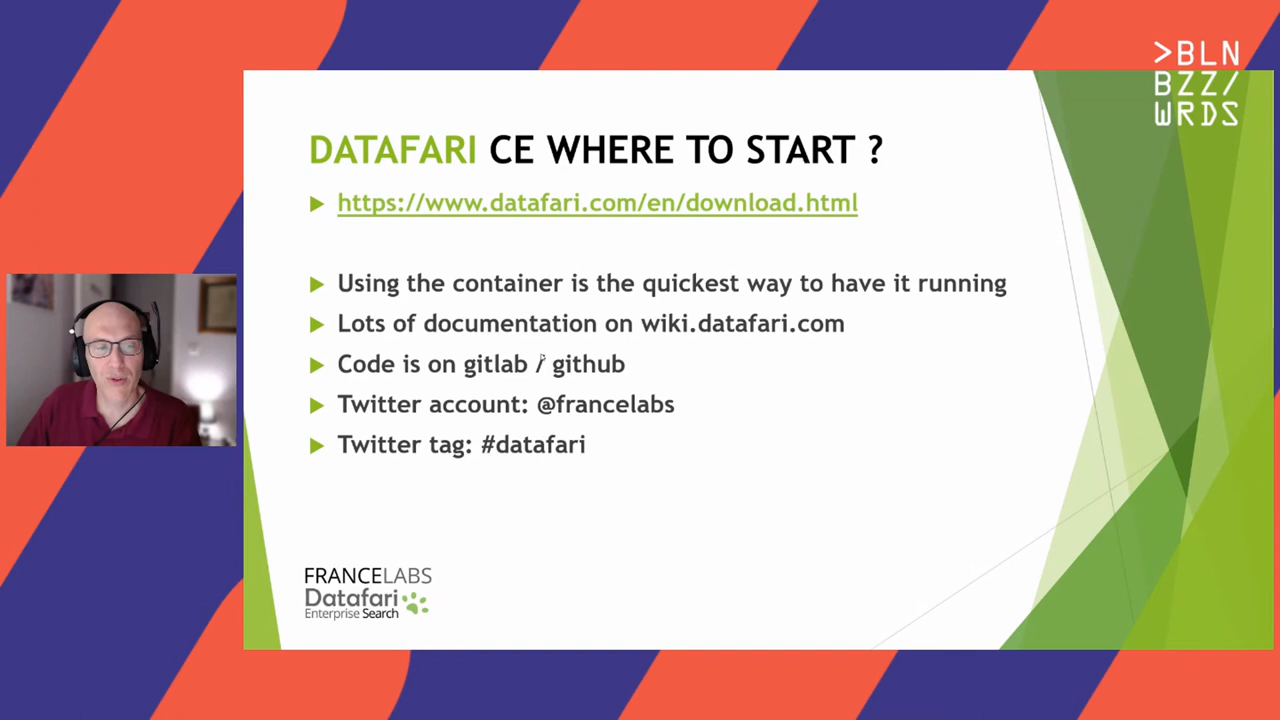 >BLN
BZZ/
WRDS
DATAFARI CE WHERE TO START ?
https://www.datafari.com/en/download.html
Using the container is the quickest way to have it running
Lots of documentation on wiki.datafari.com
Code is on gitlab / github
Twitter account: @francelabs
Twitter tag: #datafari
FRANCELABS
Datafari
Enterprise Search